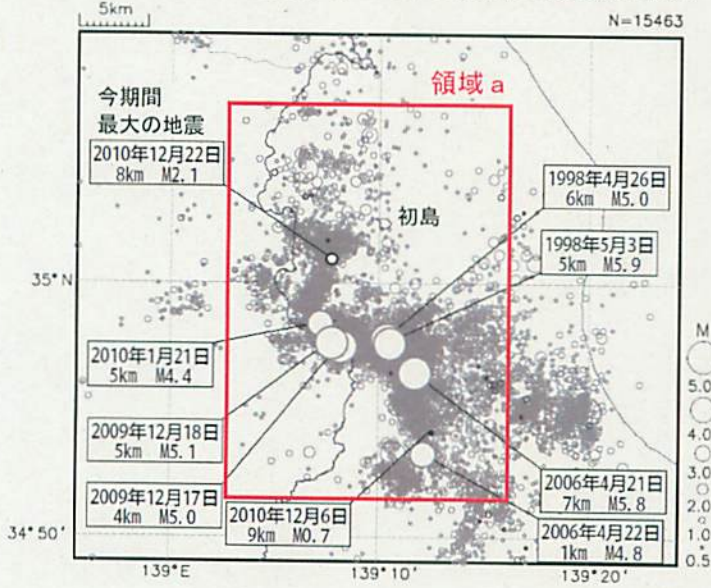 5km
N=15463
領域 a
今期間
最大の地震
2010年12月22日
8km M2.1
1998年4月26日
6km M5.0
初島
1998年5月3日
5km M5.9
35°N
M
2010年1月21日
5km M4.4
5.0
4.0
2009年12月18日
5km M5.1
3.0
2006年4月21日
7km M5.8
2009年12月17日
4km M5.0
2010年12月6日
9km M0.7
2.0
2006年4月22日
1km M4.8
1.0
34°50'
0.5
139°E
139°10'
139°20'